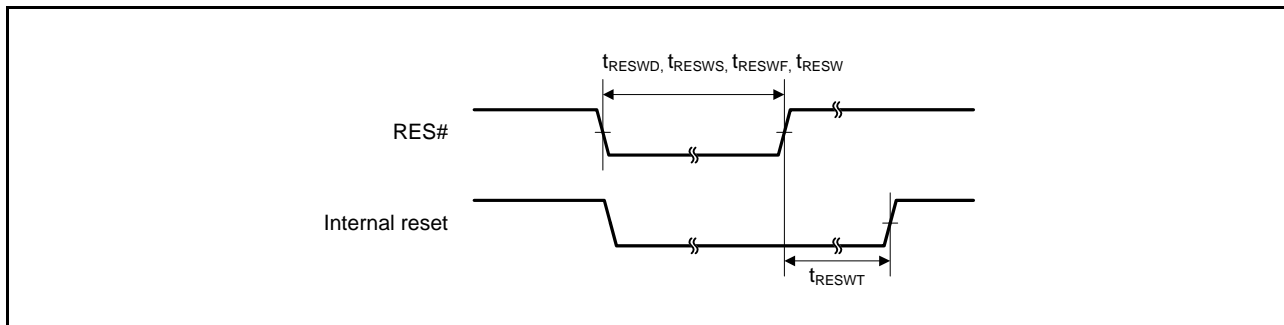 tRESWD, tRESWS, tRESWF, tRESW
RES#
Internal reset
tRESWT